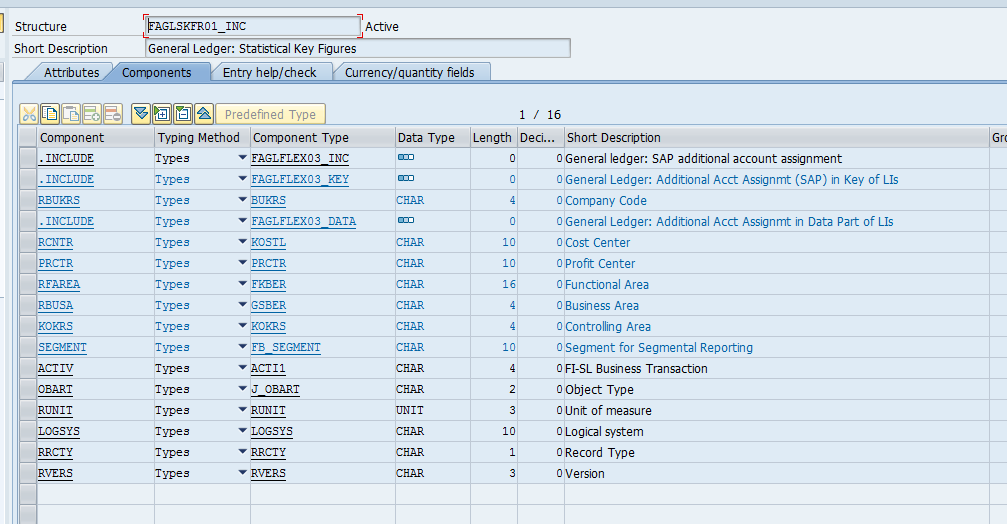 Structure FAGLSKFR01_INC Active
Short Description General Ledger: Statistical Key Figures
Attributes Components Entry help/check Currency/quantity fields
Predefined Type 1 / 16
Component Typing Method Component Type Data Type Length Deci... Short Description Gro
.INCLUDE Types FAGLFLEX03_INC 0 0 General ledger: SAP additional account assignment
.INCLUDE Types FAGLFLEX03_KEY 0 0 General Ledger: Additional Acct Assignmt (SAP) in Key of LIs
RBUKRS Types BUKRS CHAR 4 0 Company Code
.INCLUDE Types FAGLFLEX03_DATA 0 0 General Ledger: Additional Acct Assignmt in Data Part of LIs
RCNTR Types KOSTL CHAR 10 0 Cost Center
PRCTR Types PRCTR CHAR 10 0 Profit Center
RFAREA Types FKBER CHAR 16 0 Functional Area
RBUSA Types GSBER CHAR 4 0 Business Area
KOKRS Types KOKRS CHAR 4 0 Controlling Area
SEGMENT Types FB_SEGMENT CHAR 10 0 Segment for Segmental Reporting
ACTIV Types ACTI1 CHAR 4 0 FI-SL Business Transaction
OBART Types J_OBART CHAR 2 0 Object Type
RUNIT Types RUNIT UNIT 3 0 Unit of measure
LOGSYS Types LOGSYS CHAR 10 0 Logical system
RRCTY Types RRCTY CHAR 1 0 Record Type
RVERS Types RVERS CHAR 3 0 Version